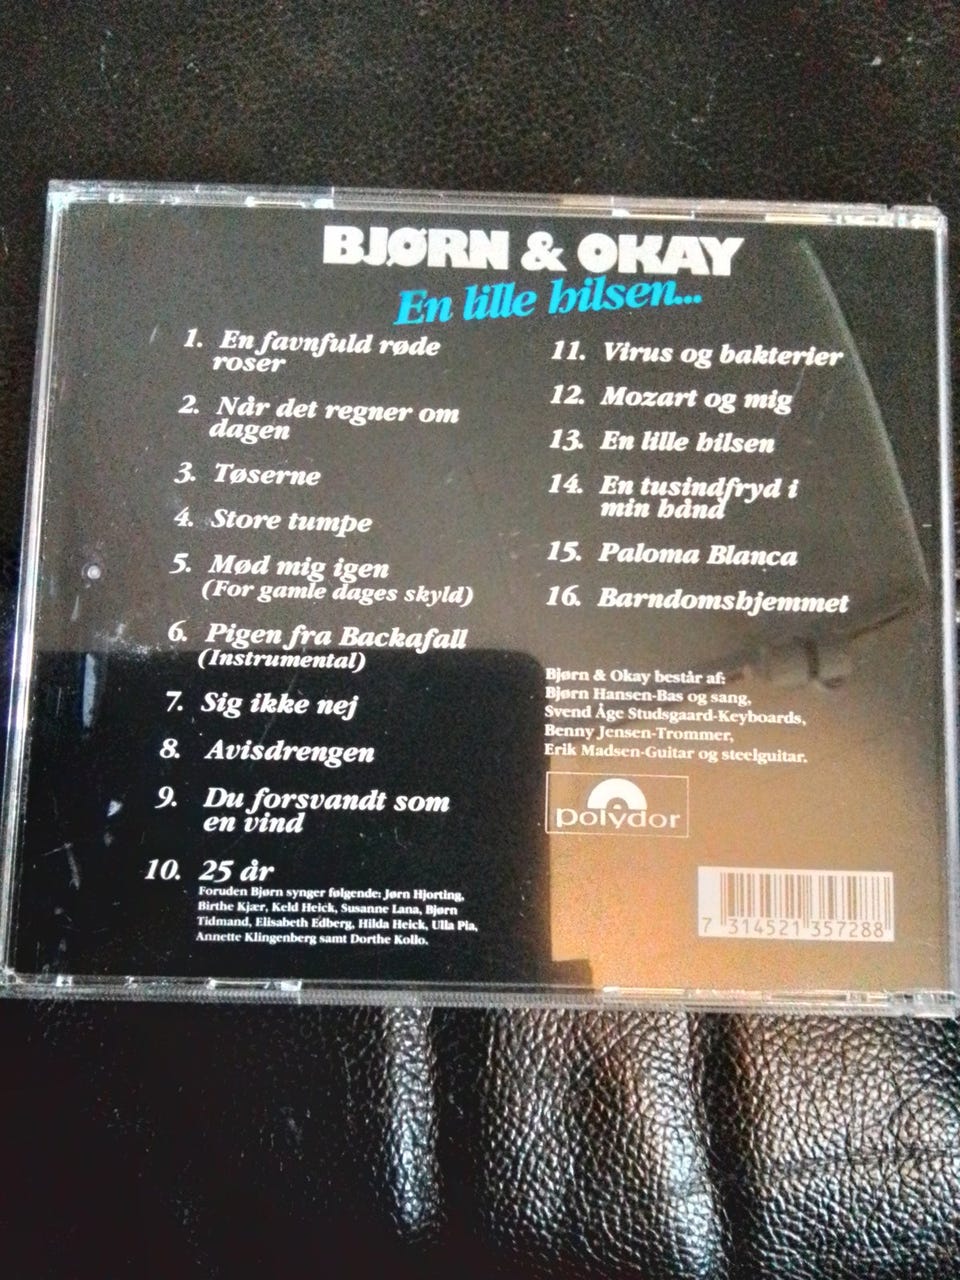 BJØRN & OKAY
En lille hilsen...
1. En favnfuld røde
roser
2. Når det regner om
dagen
3. Tøserne
4. Store tumpe
5. Mød mig igen
(For gamle dages skyld)
6. Pigen fra Backafall
(Instrumental)
7. Sig ikke nej
8. Avisdrengen
9. Du forsvandt som
en vind
10. 25 år
Foruden Bjørn synger følgende: Jørn Hjorting,
Birthe Kjær, Keld Heick, Susanne Lana, Bjørn
Tidmand, Elisabeth Edberg, Hilda Heick, Ulla Pia,
Annette Klingenberg samt Dorthe Kollo.
11. Virus og bakterier
12. Mozart og mig
13. En lille hilsen
14. En tusindfryd i
min hånd
15. Paloma Blanca
16. Barndomshjemmet
Bjørn & Okay består af:
Bjørn Hansen-Bas og sang,
Svend Åge Studsgaard-Keyboards,
Benny Jensen-Trommer,
Erik Madsen-Guitar og steelguitar.
polydor
7 314521 357288